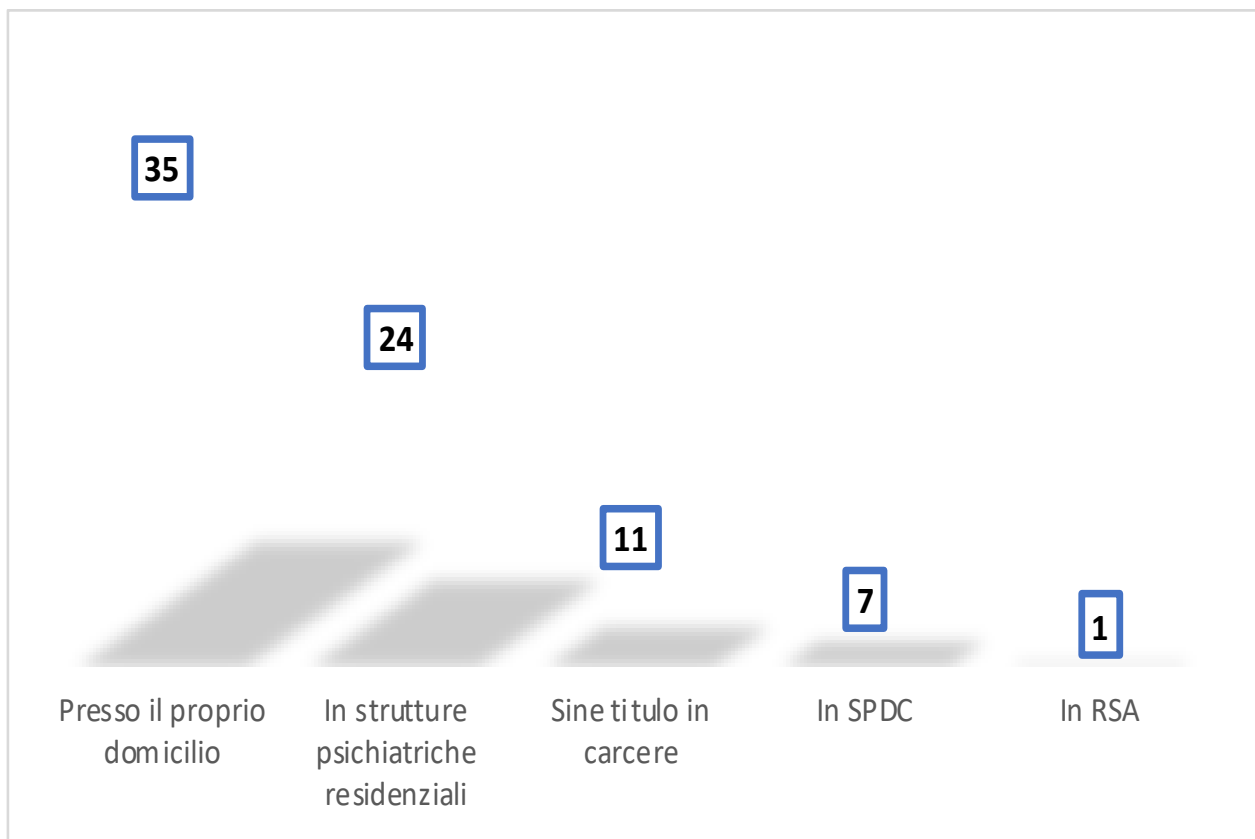 35
24
11
7
1
Presso il proprio
domicilio
In strutture
psichiatriche
residenziali
Sine titulo in
carcere
In SPDC
In RSA